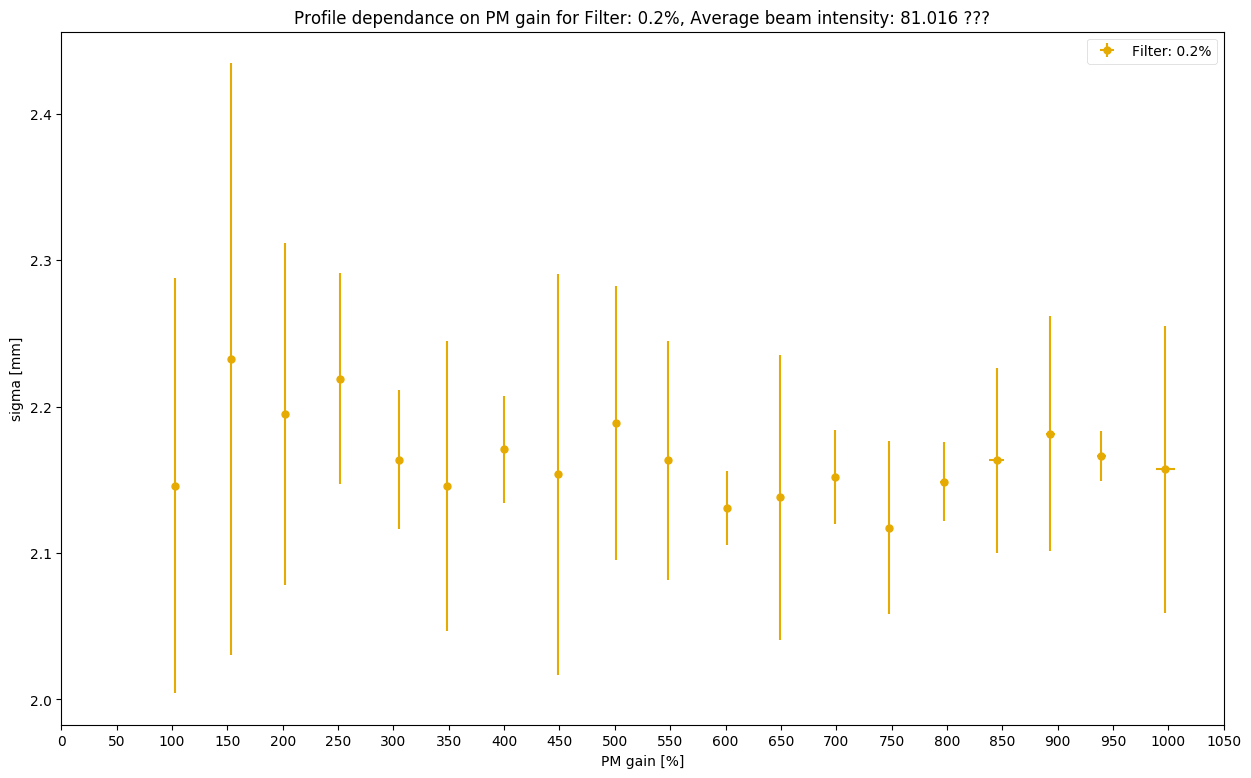 Profile dependance on PM gain for Filter: 0.2%, Average beam intensity: 81.016 ???
Filter: 0.2%
2.4
2.3
2.2
2.1
2.0
sigma [mm]
0 50 100 150 200 250 300 350 400 450 500 550 600 650 700 750 800 850 900 950 1000 1050
PM gain [%]